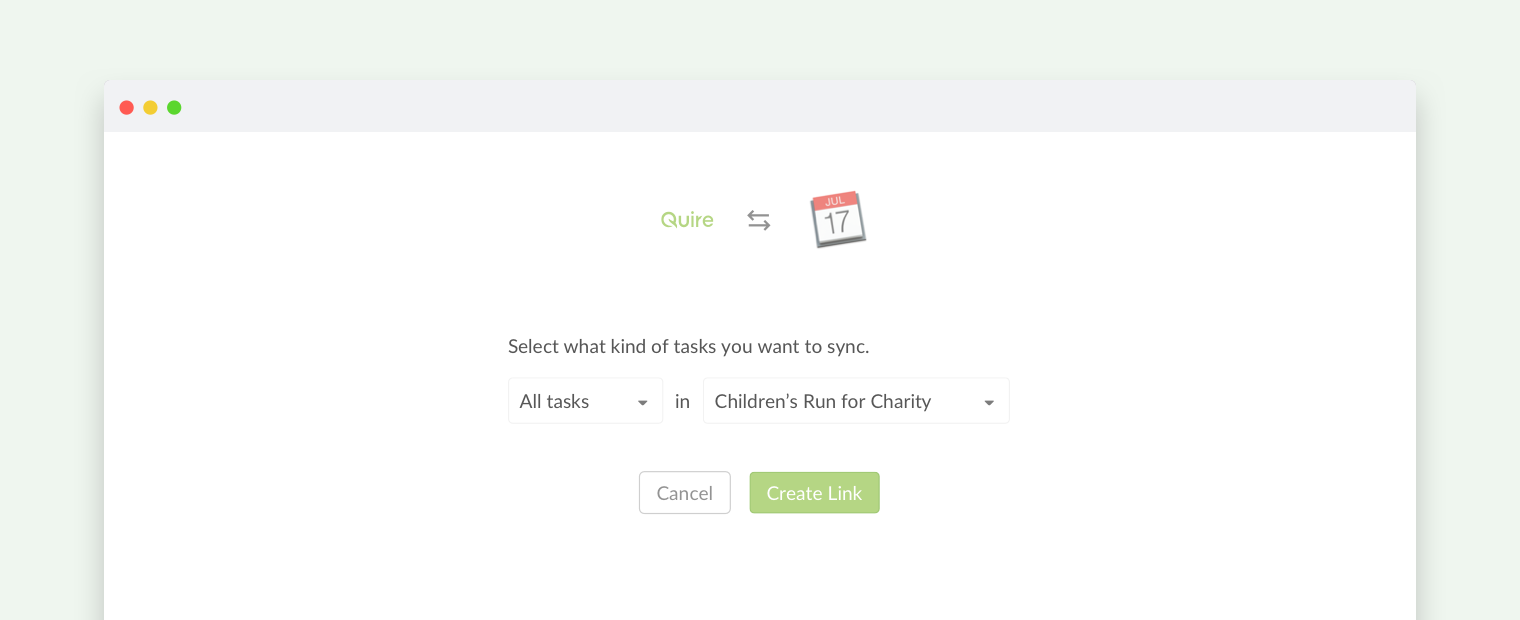 Quire
JUL
17
Select what kind of tasks you want to sync.
All tasks in Children’s Run for Charity
Cancel Create Link